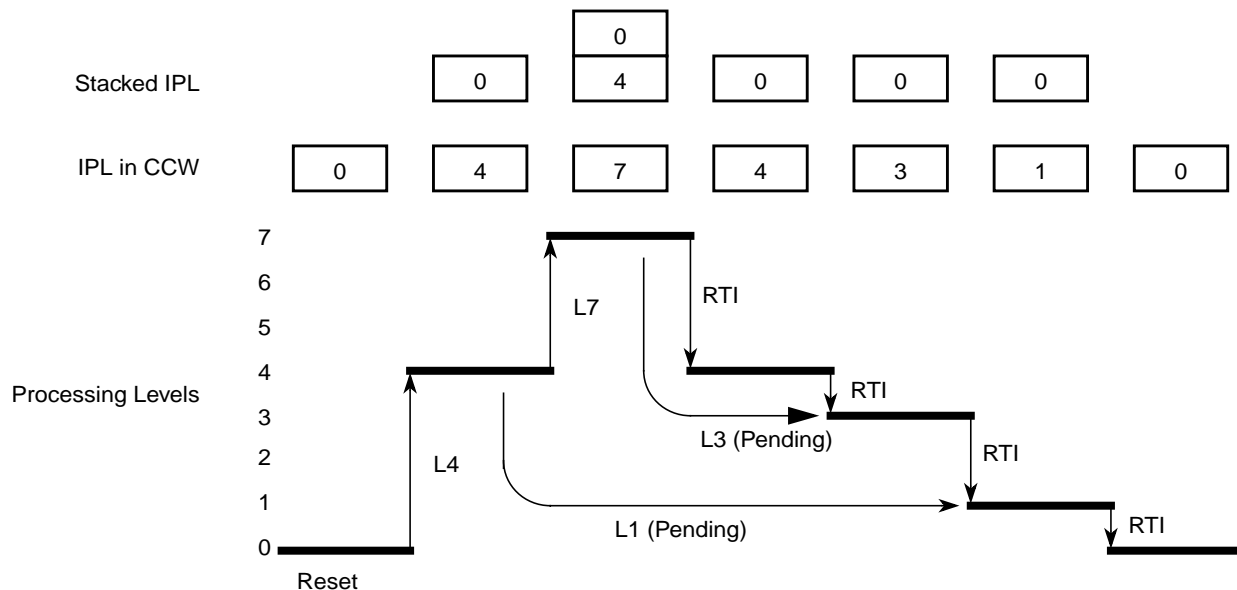 0
Stacked IPL 0 4 0 0 0
IPL in CCW 0 4 7 4 3 1 0
7
6
L7 RTI
5
4
Processing Levels RTI
3
L3 (Pending)
2
L4 RTI
1
L1 (Pending) RTI
0
Reset